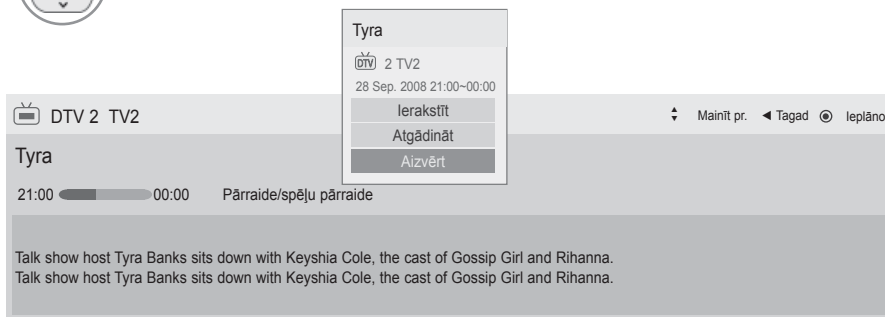 Tyra
DTV 2 TV2
28 Sep. 2008 21:00~00:00
Ierakstīt
Atgādināt
Aizvērt
DTV 2 TV2
Mainīt pr. ◄ Tagad ◉ Ieplāno
Tyra
21:00 00:00 Pārraide/spēļu pārraide
Talk show host Tyra Banks sits down with Keyshia Cole, the cast of Gossip Girl and Rihanna.
Talk show host Tyra Banks sits down with Keyshia Cole, the cast of Gossip Girl and Rihanna.